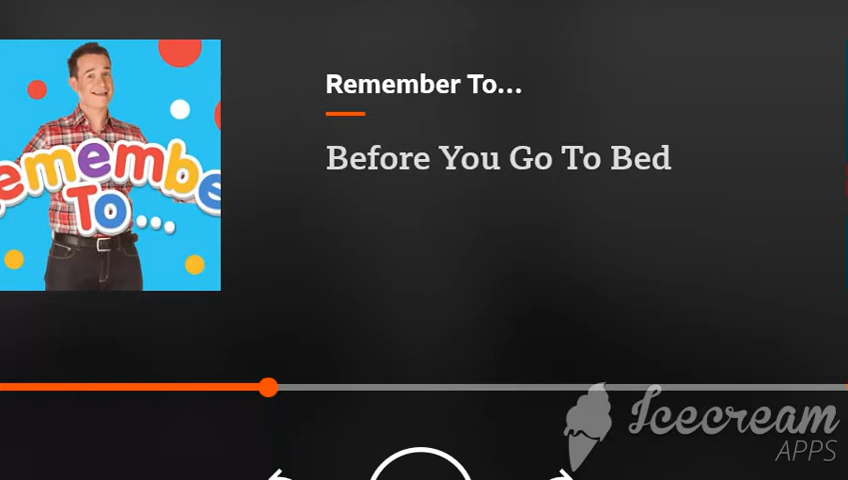 Remember To...
Before You Go To Bed
emembe
To...
Icecream
APPS